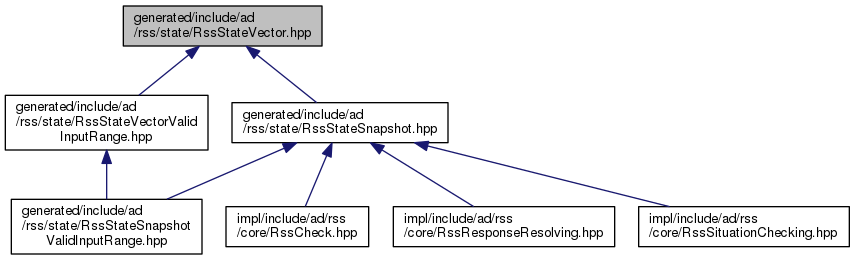 generated/include/ad
/rss/state/RssStateVector.hpp
generated/include/ad
/rss/state/RssStateVectorValid
InputRange.hpp
generated/include/ad
/rss/state/RssStateSnapshot.hpp
generated/include/ad
/rss/state/RssStateSnapshot
ValidInputRange.hpp
impl/include/ad/rss
/core/RssCheck.hpp
impl/include/ad/rss
/core/RssResponseResolving.hpp
impl/include/ad/rss
/core/RssSituationChecking.hpp